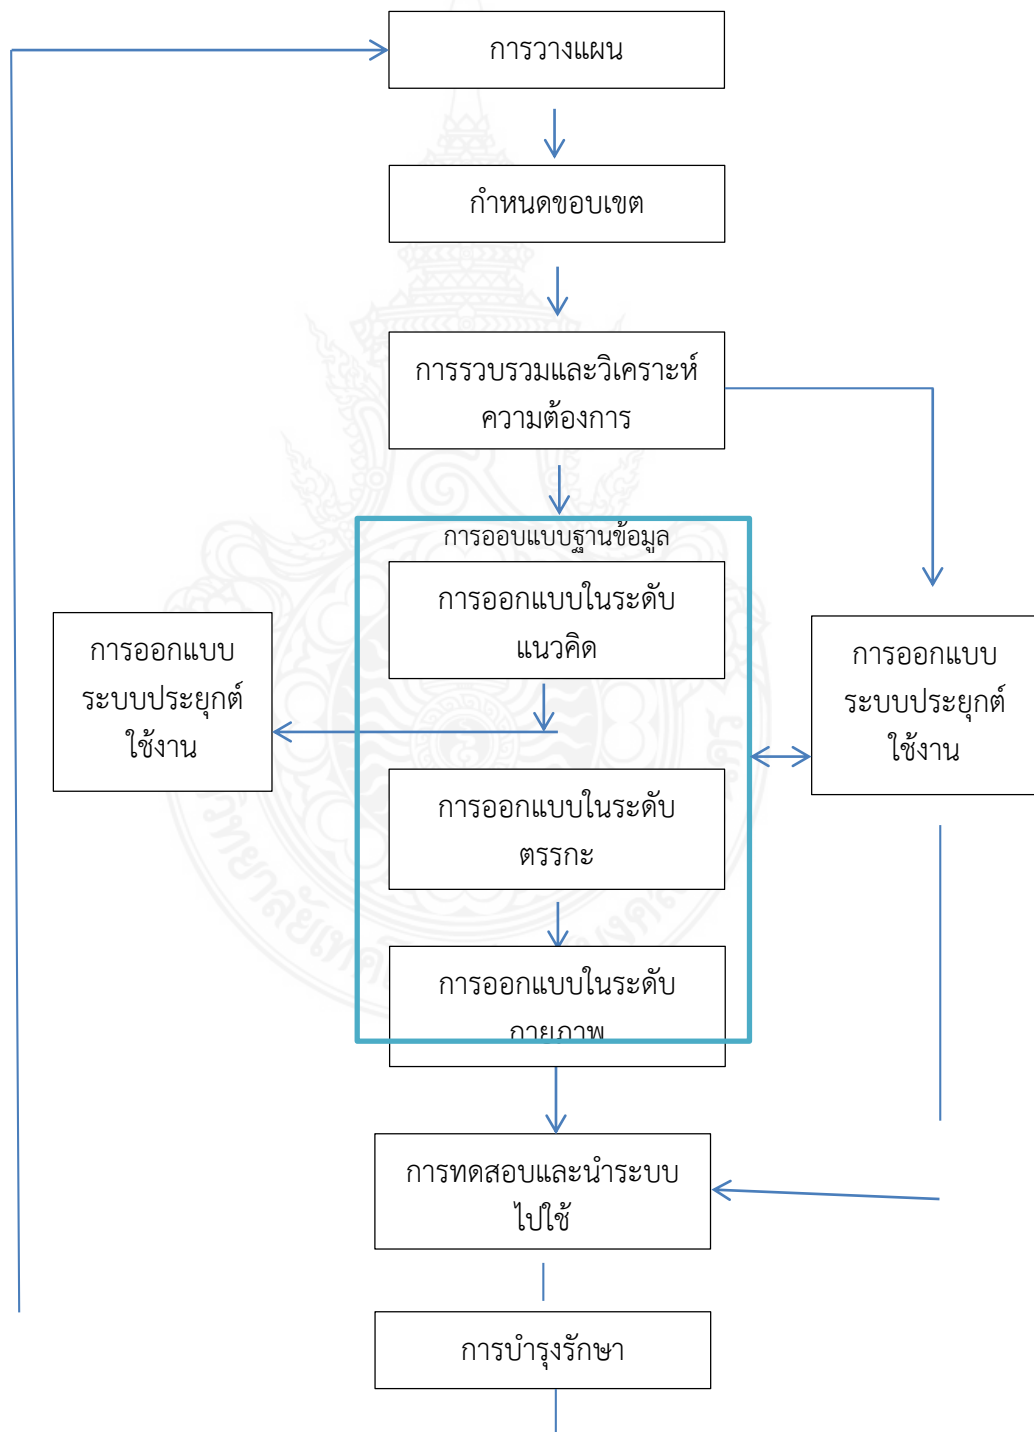 การวางแผน
กำหนดขอบเขต
การรวบรวมและวิเคราะห์
ความต้องการ
การออบแบบฐานข้อมูล
การออกแบบในระดับ
แนวคิด
การออกแบบ
ระบบประยุกต์
ใช้งาน
การออกแบบ
ระบบประยุกต์
ใช้งาน
การออกแบบในระดับ
ตรรกะ
การออกแบบในระดับ
กายภาพ
การทดสอบและนำระบบ
ไปใช้
การบำรุงรักษา